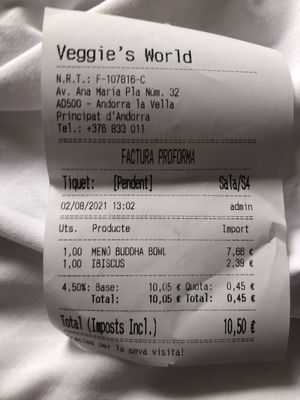 Veggie's World
N.R.T.: F-107816-C
Av. Ana María Pla Núm. 32
AD500 - Andorra la Vella
Principat d'Andorra
Tel.: +376 833 011
FACTURA PROFORMA
Tiquet: [Pendent] Sala/S4
02/08/2021 13:02 admin
Uts. Producte Import
1,00 MENÚ BUDDHA BOWL 7,66 €
1,00 IBISCUS 2,39 €
4.50%: Base: 10,05 € Quota: 0,45 €
Total: 10,05 € Total: 0,45 €
Total (Imposts Incl.) 10,50 €
Gràcies per la seva visita!